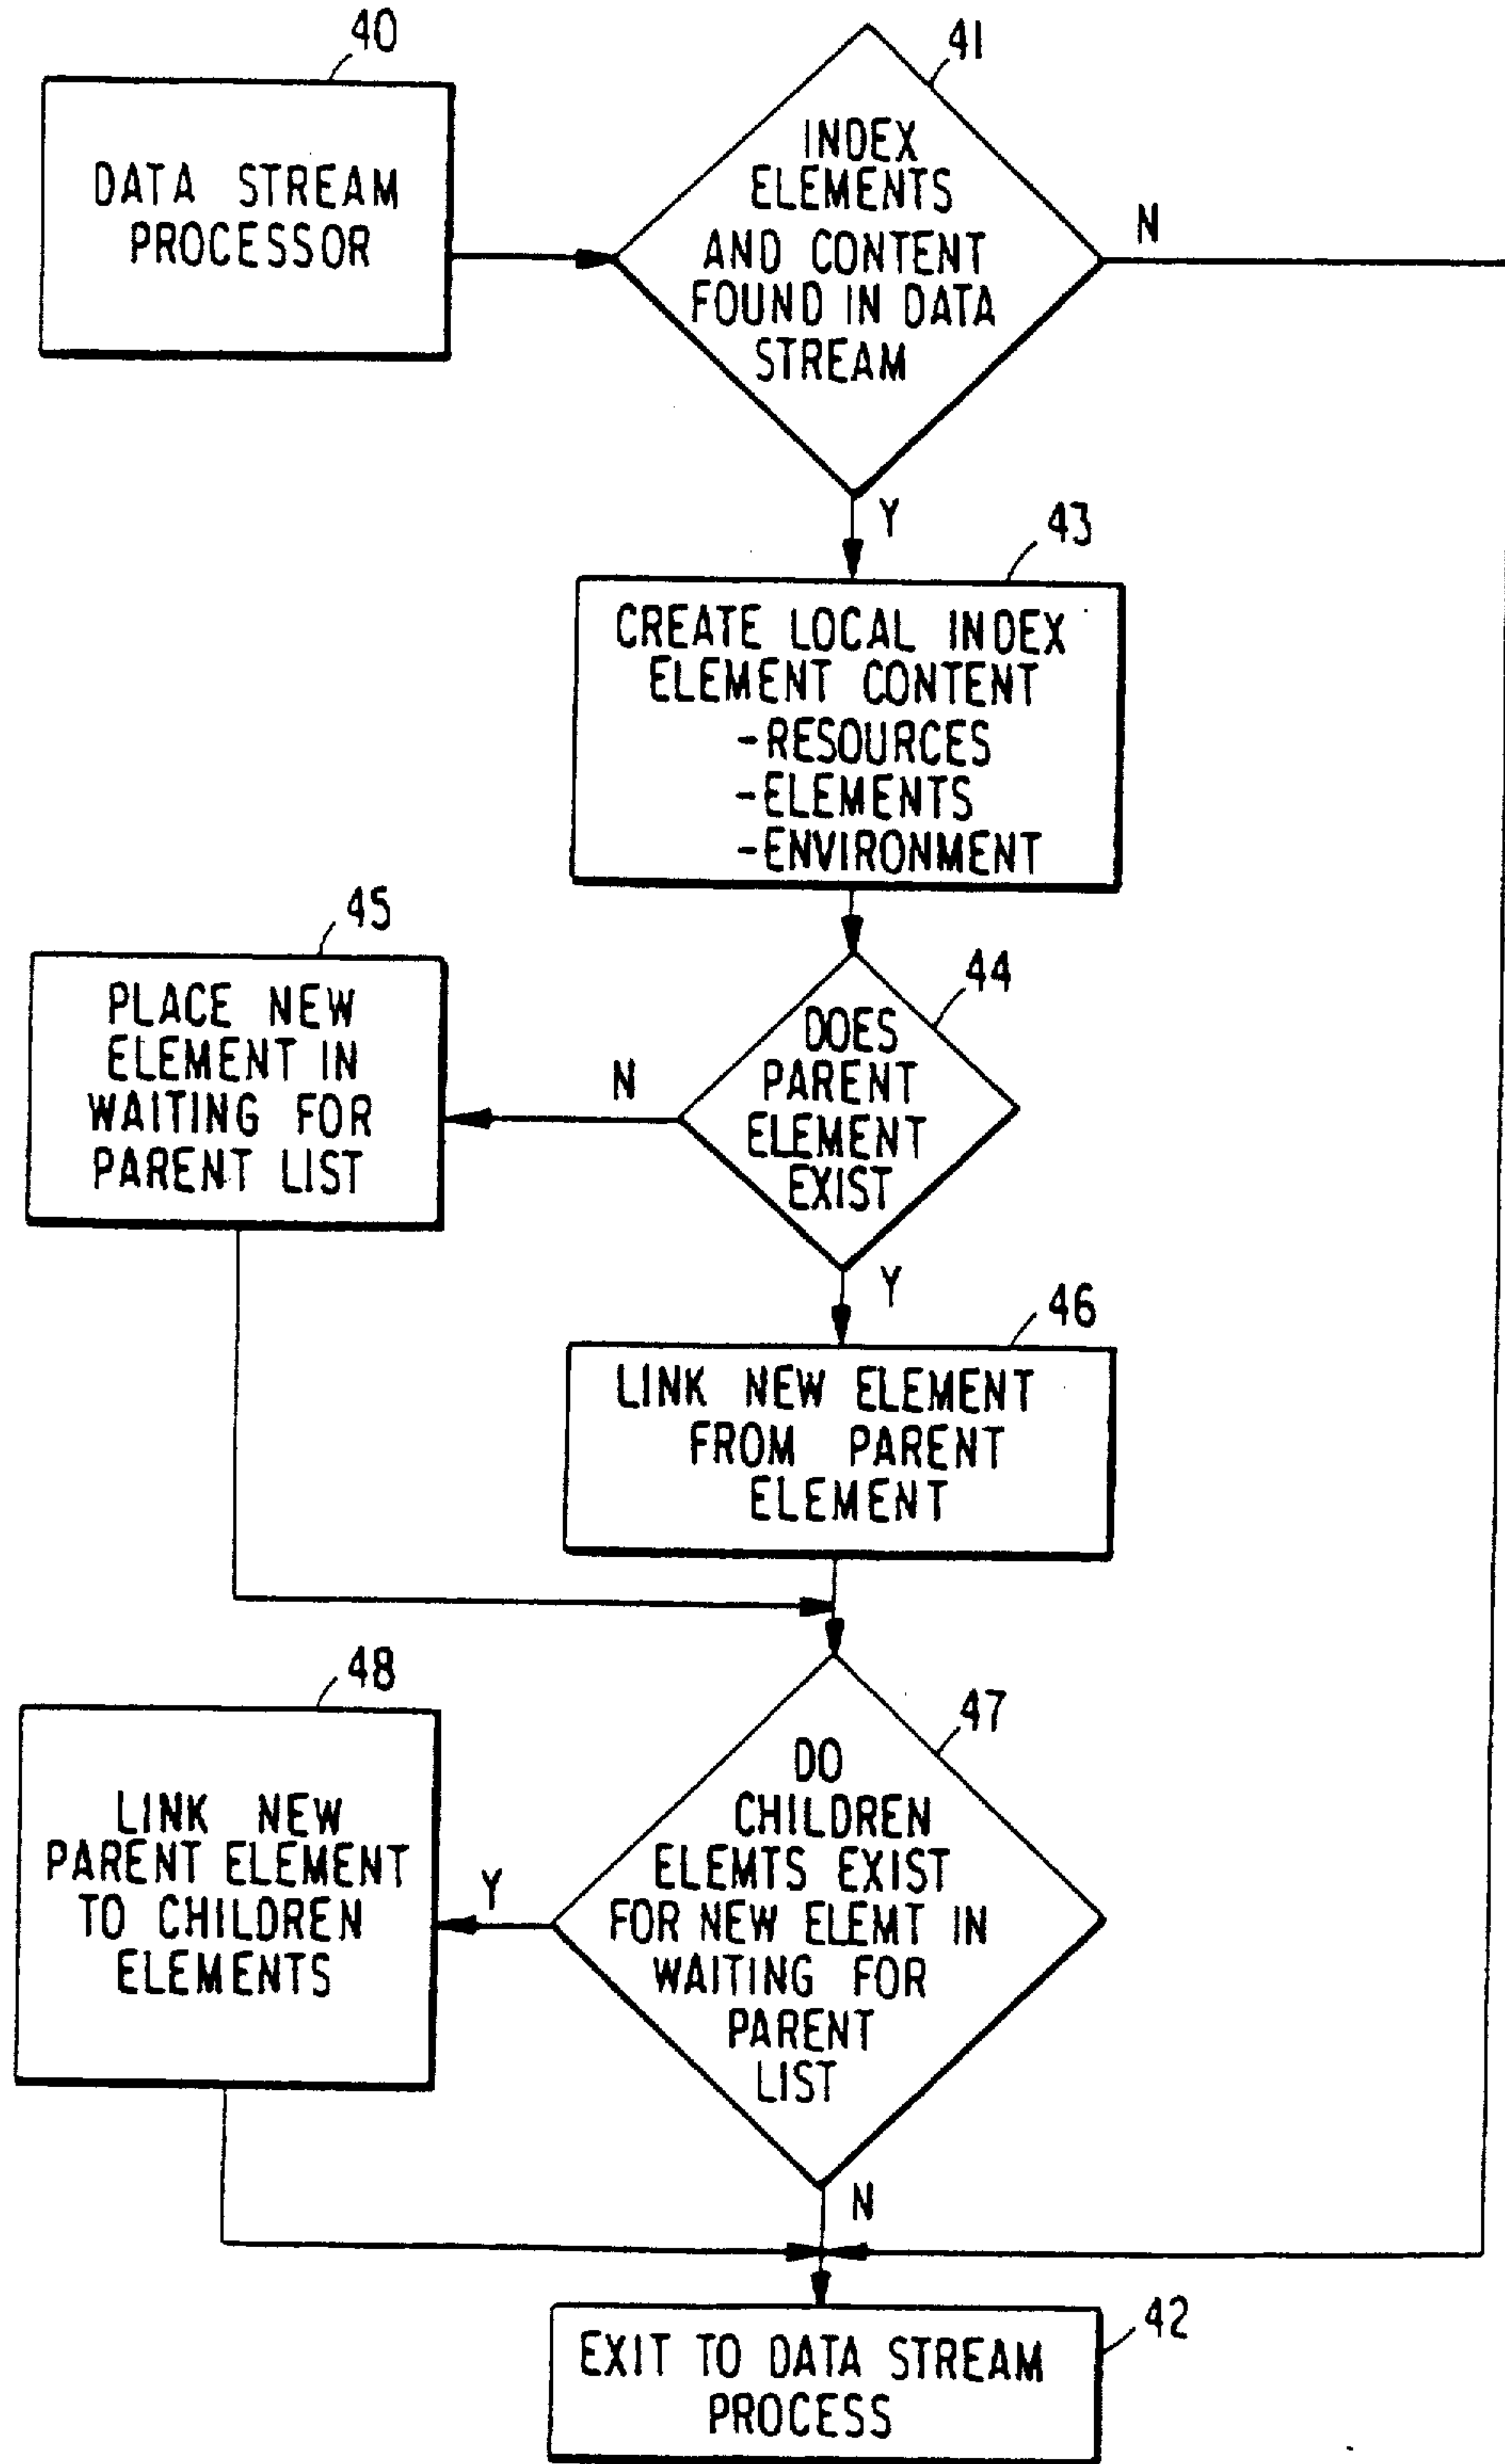 40
DATA STREAM
PROCESSOR
41
INDEX
ELEMENTS
AND CONTENT
FOUND IN DATA
STREAM
N
Y
43
CREATE LOCAL INDEX
ELEMENT CONTENT
-RESOURCES
-ELEMENTS
-ENVIRONMENT
44
DOES
PARENT
ELEMENT
EXIST
N
45
PLACE NEW
ELEMENT IN
WAITING FOR
PARENT LIST
Y
46
LINK NEW ELEMENT
FROM PARENT
ELEMENT
47
DO
CHILDREN
ELEMTS EXIST
FOR NEW ELEMT IN
WAITING FOR
PARENT
LIST
Y
48
LINK NEW
PARENT ELEMENT
TO CHILDREN
ELEMENTS
N
42
EXIT TO DATA STREAM
PROCESS